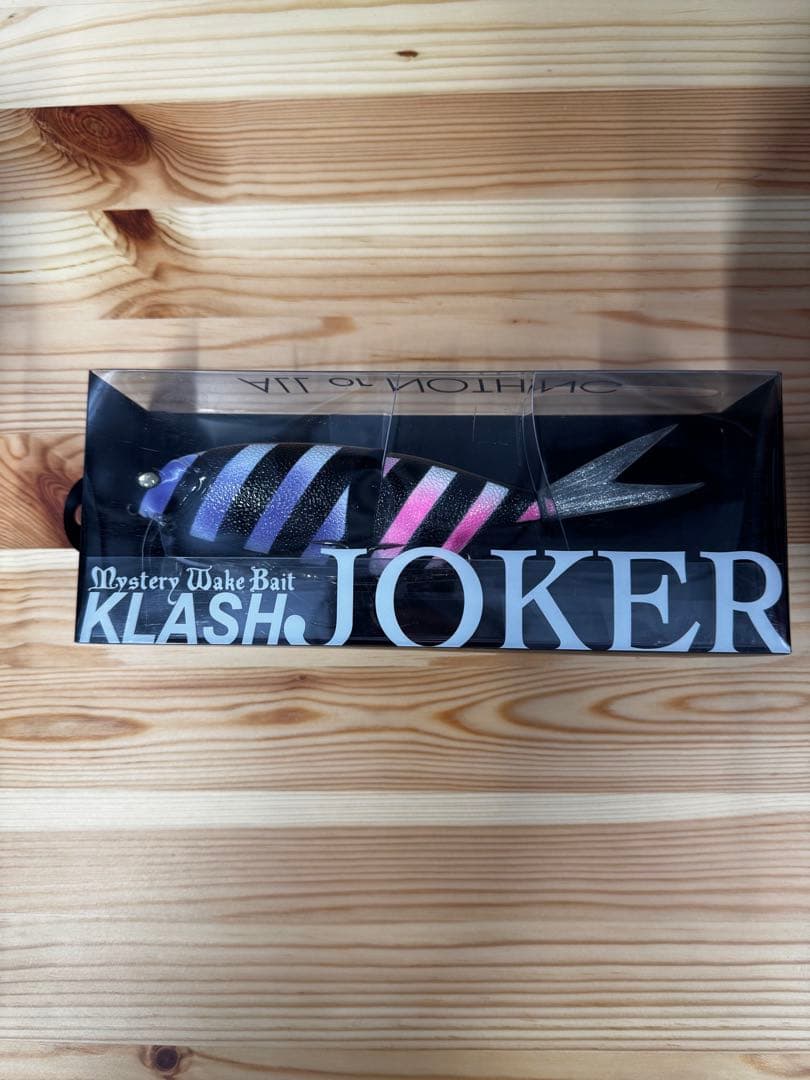 ALL or NOTHING
Mystery Wake Bait
KLASH JOKER